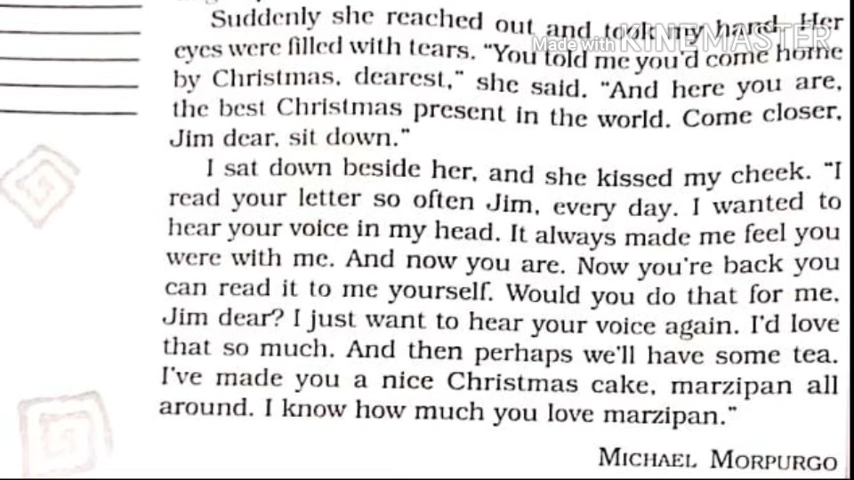 Suddenly she reached out and took my hand. Her
Made with KINEMASTER
eyes were filled with tears. "You told me you'd come home
by Christmas, dearest," she said. "And here you are,
the best Christmas present in the world. Come closer,
Jim dear, sit down."
I sat down beside her, and she kissed my cheek. "I
read your letter so often Jim, every day. I wanted to
hear your voice in my head. It always made me feel you
were with me. And now you are. Now you're back you
can read it to me yourself. Would you do that for me,
Jim dear? I just want to hear your voice again. I'd love
that so much. And then perhaps we'll have some tea.
I've made you a nice Christmas cake, marzipan all
around. I know how much you love marzipan."
MICHAEL MORPURGO